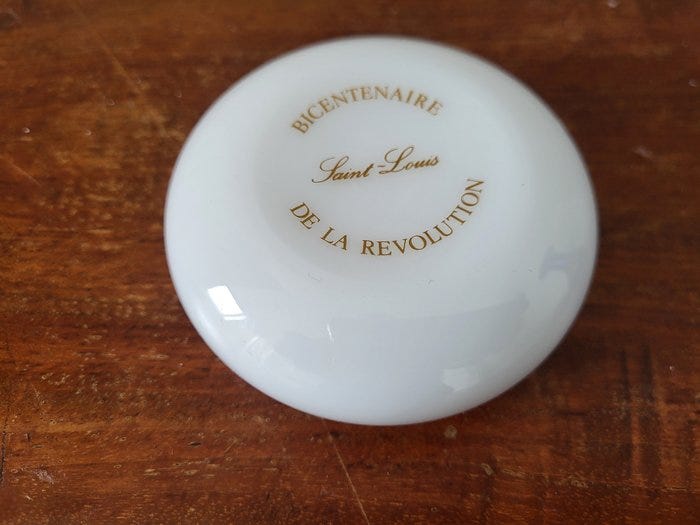 BICENTENAIRE
Saint-Louis
DE LA REVOLUTION